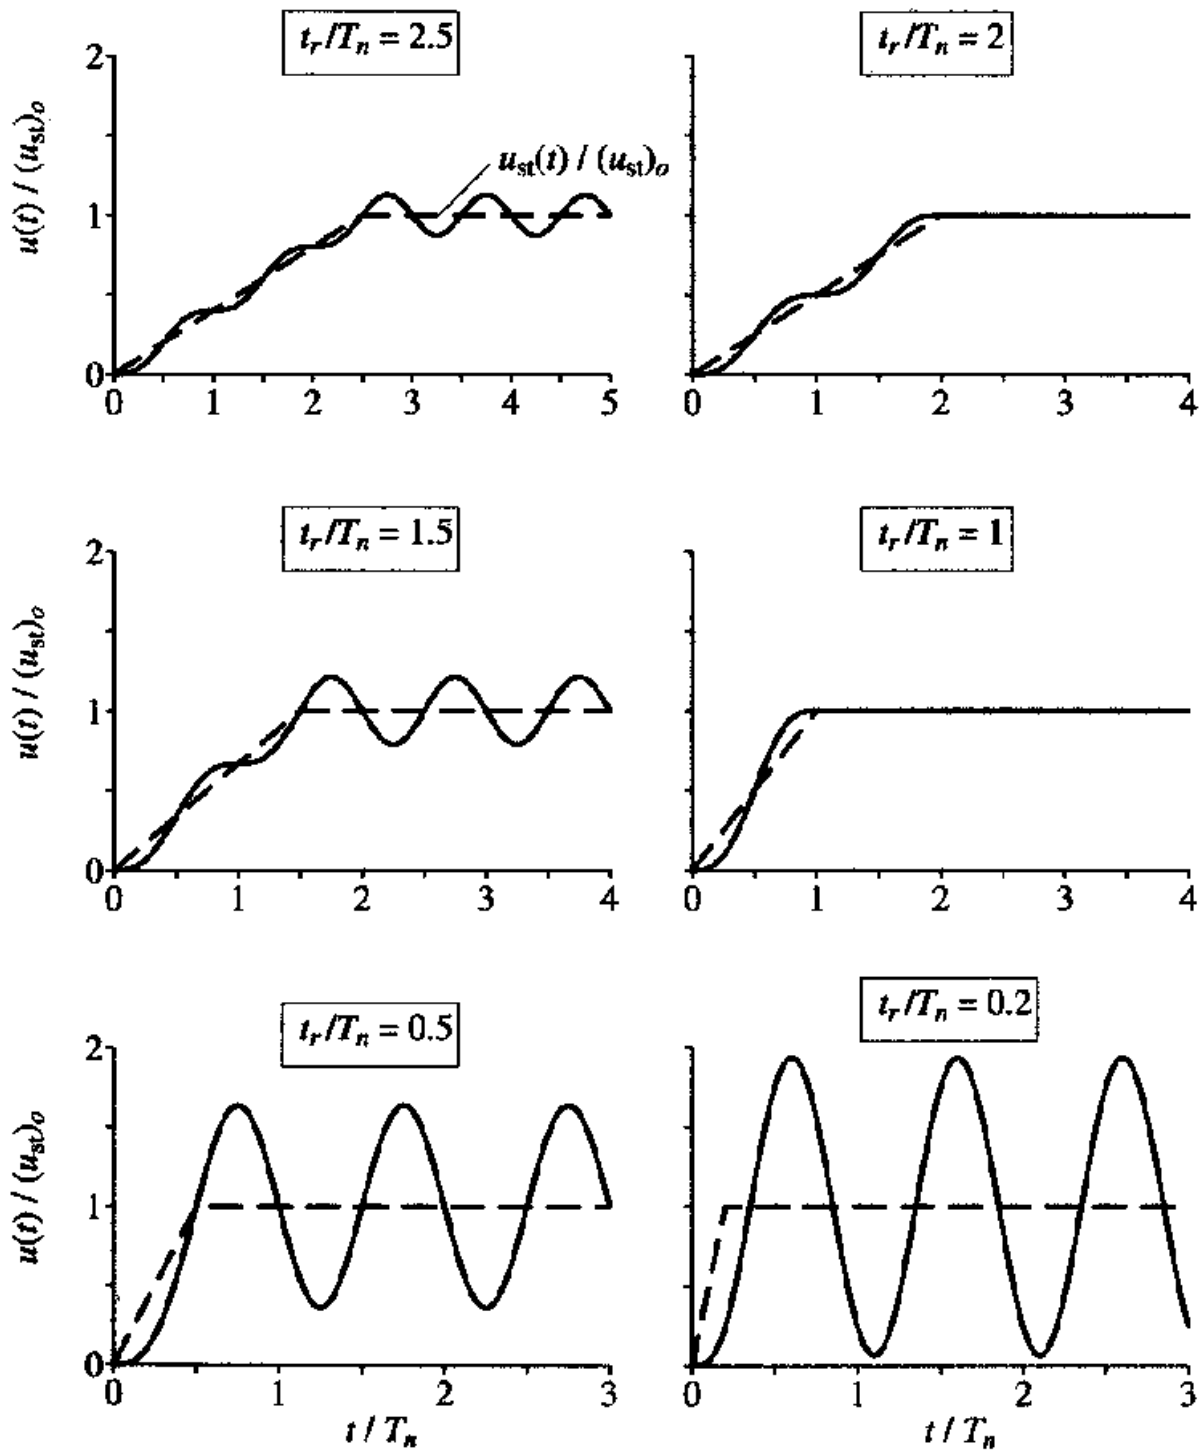 t_r/T_n = 2.5
t_r/T_n = 2
u(t) / (u_st)_o
2
1
0
u_st(t) / (u_st)_o
0 1 2 3 4 5
0 1 2 3 4
t_r/T_n = 1.5
t_r/T_n = 1
u(t) / (u_st)_o
2
1
0
0 1 2 3 4
0 1 2 3 4
t_r/T_n = 0.5
t_r/T_n = 0.2
u(t) / (u_st)_o
2
1
0
0 1 2 3
0 1 2 3
t / T_n
t / T_n